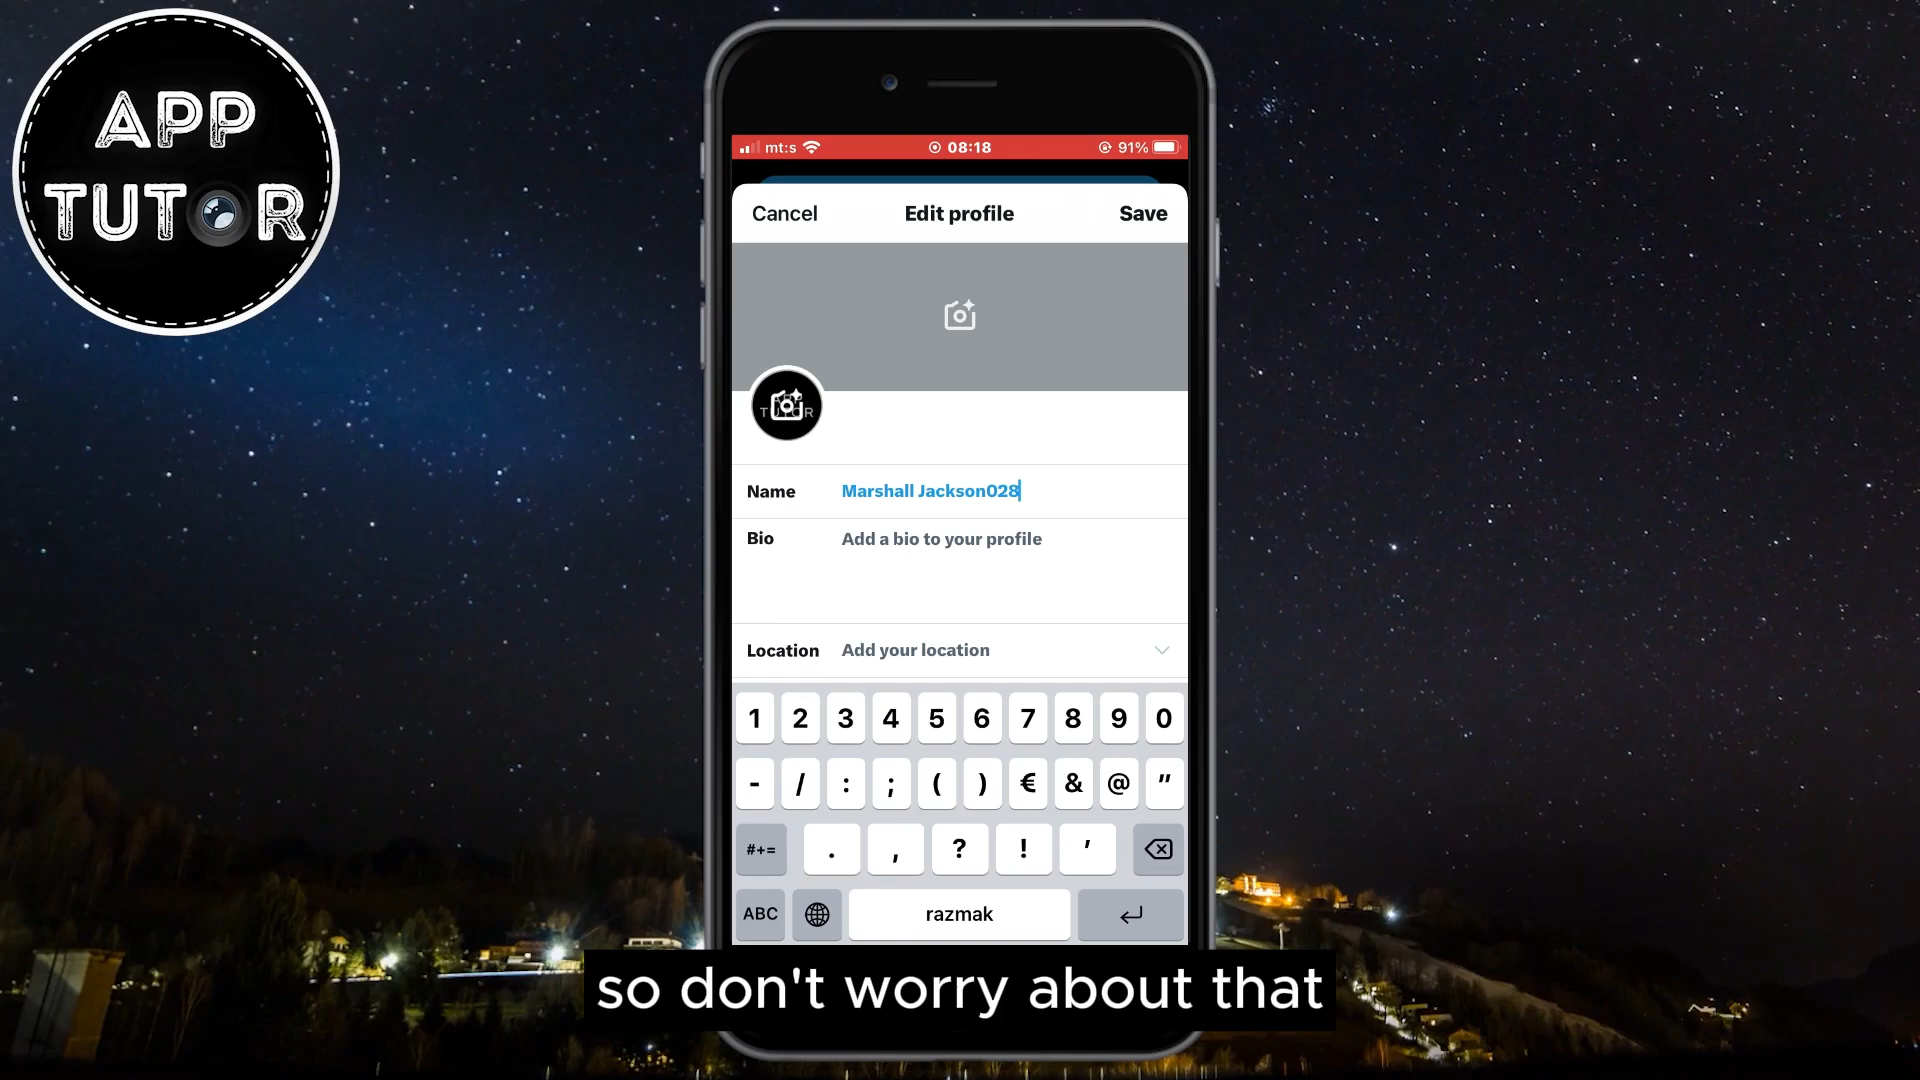 APP
TUTOR
mt:s 08:18 91%
Cancel Edit profile Save
T R
Name Marshall Jackson028
Bio Add a bio to your profile
Location Add your location
1 2 3 4 5 6 7 8 9 0
- / : ; ( ) € & @ "
#+= . , ? ! '
ABC razmak
so don't worry about that